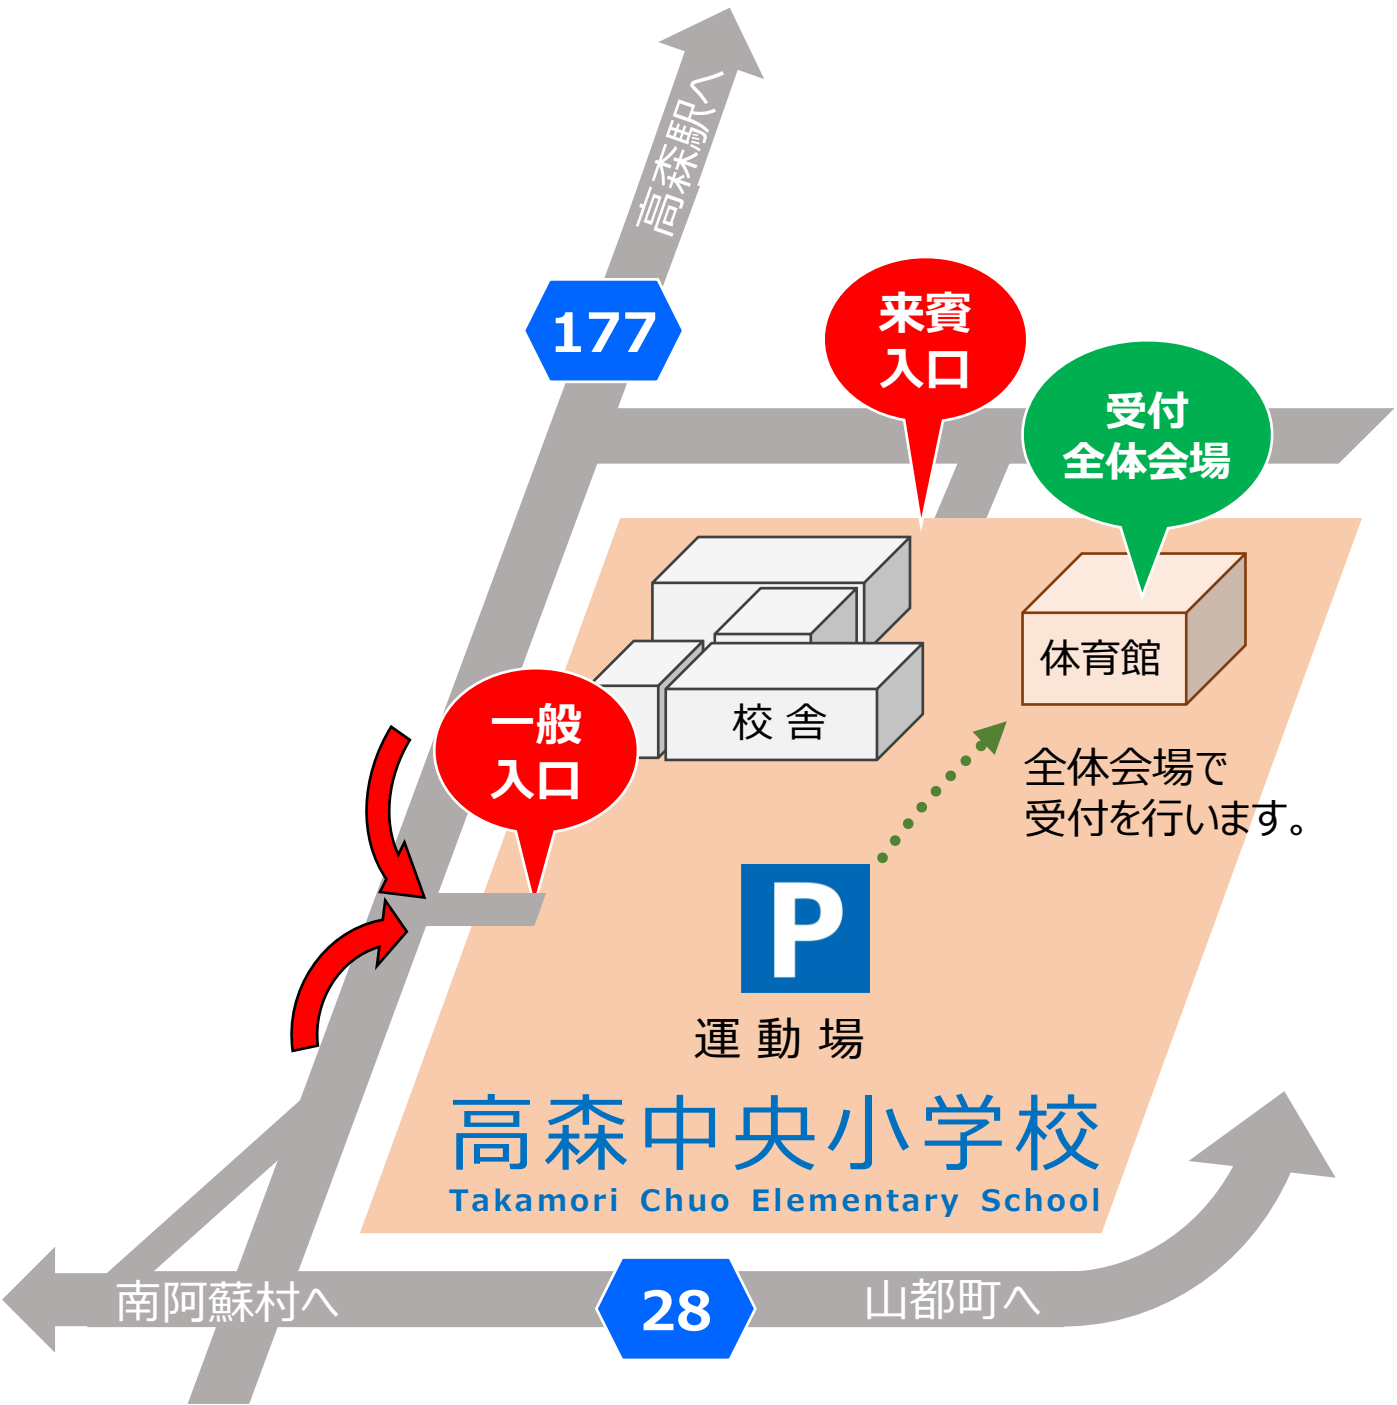 高森駅へ
177
来賓
入口
受付
全体会場
体育館
校舎
一般
入口
全体会場で
受付を行います。
P
運動場
高森中央小学校
Takamori Chuo Elementary School
南阿蘇村へ
28
山都町へ